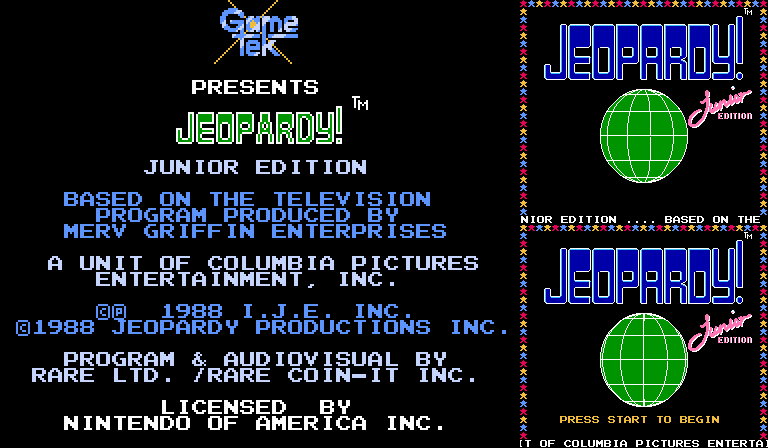 Game
Tek
PRESENTS
JEOPARDY!™
JUNIOR EDITION
BASED ON THE TELEVISION
PROGRAM PRODUCED BY
MERV GRIFFIN ENTERPRISES
A UNIT OF COLUMBIA PICTURES
ENTERTAINMENT, INC.
©℗ 1988 I.J.E. INC.
©1988 JEOPARDY PRODUCTIONS INC.
PROGRAM & AUDIOVISUAL BY
RARE LTD. /RARE COIN-IT INC.
LICENSED BY
NINTENDO OF AMERICA INC.
JEOPARDY!™
Junior
EDITION
NIOR EDITION .... BASED ON THE
JEOPARDY!™
Junior
EDITION
PRESS START TO BEGIN
IT OF COLUMBIA PICTURES ENTERTA